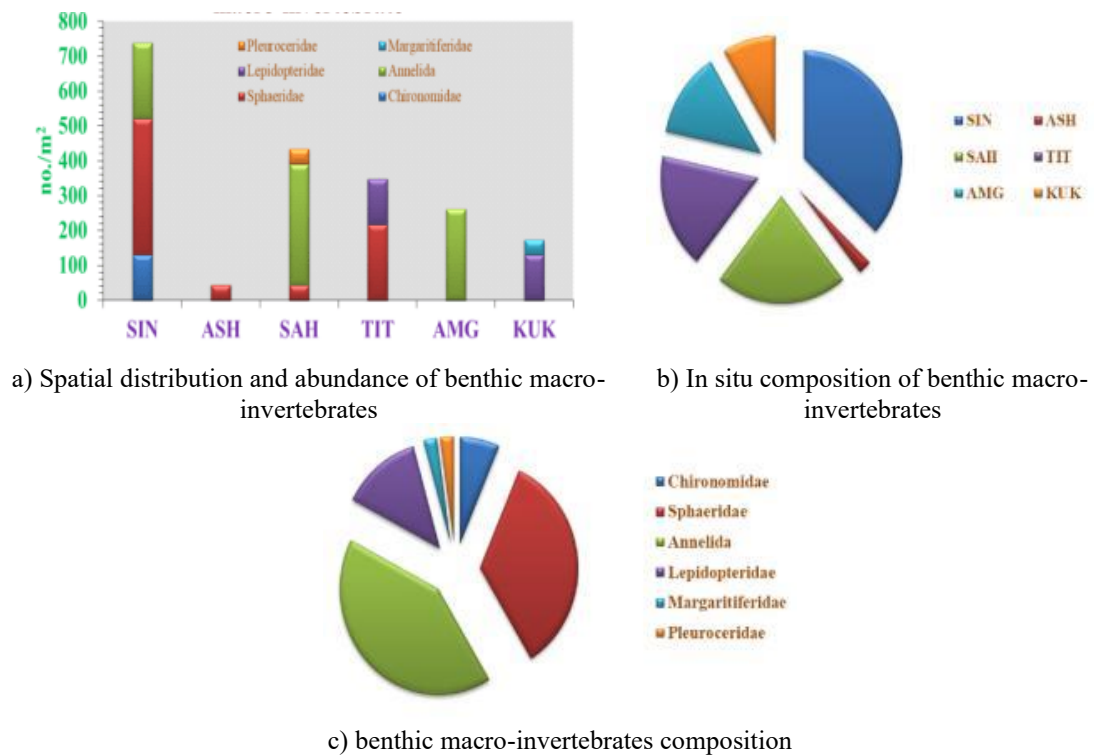 800
700
600
500
400
300
200
100
0
no./m²
Pleuroceridae Margaritiferidae
Lepidopteridae Annelida
Sphaeridae Chironomidae
SIN ASH SAH TIT AMG KUK
SIN ASH
SAH TIT
AMG KUK
a) Spatial distribution and abundance of benthic macro-
invertebrates
b) In situ composition of benthic macro-
invertebrates
Chironomidae
Sphaeridae
Annelida
Lepidopteridae
Margaritiferidae
Pleuroceridae
c) benthic macro-invertebrates composition